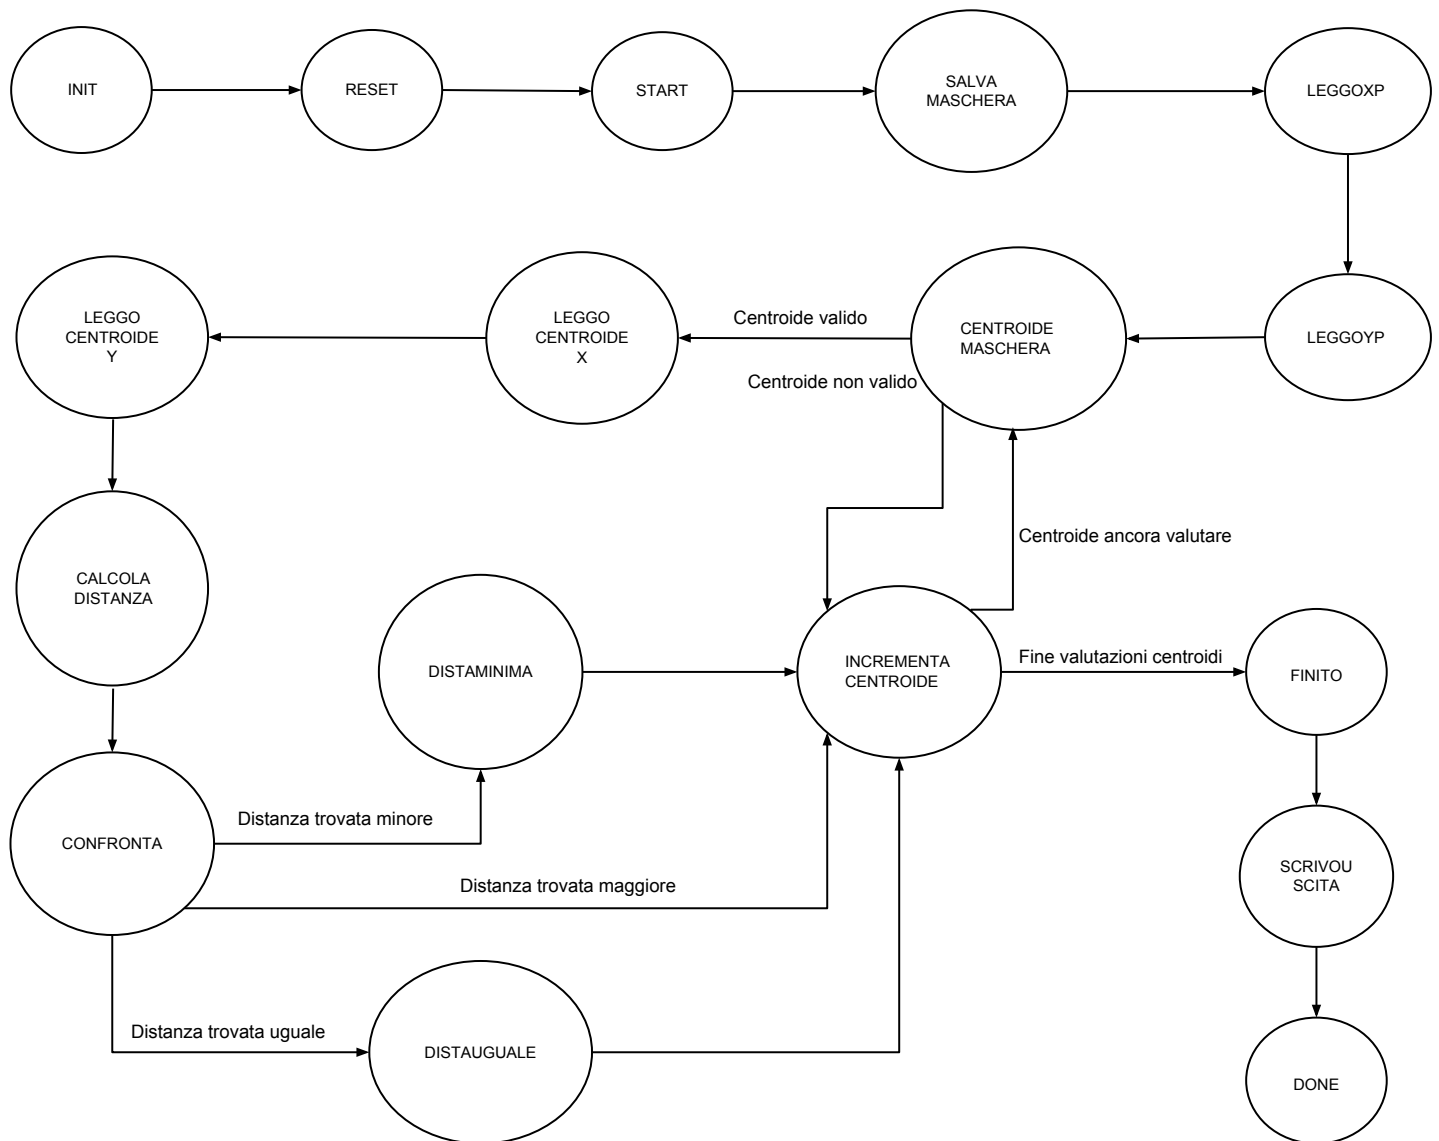 INIT
RESET
START
SALVA
MASCHERA
LEGGOXP
LEGGO
CENTROIDE
Y
LEGGO
CENTROIDE
X
Centroide valido
Centroide non valido
CENTROIDE
MASCHERA
LEGGOYP
Centroide ancora valutare
CALCOLA
DISTANZA
DISTAMINIMA
INCREMENTA
CENTROIDE
Fine valutazioni centroidi
FINITO
CONFRONTA
Distanza trovata minore
Distanza trovata maggiore
SCRIVOU
SCITA
Distanza trovata uguale
DISTAUGUALE
DONE